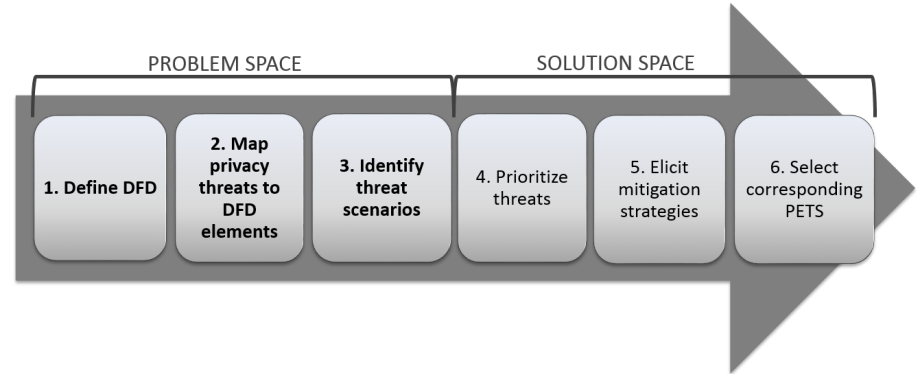 PROBLEM SPACE
SOLUTION SPACE
1. Define DFD
2. Map
privacy
threats to
DFD
elements
3. Identify
threat
scenarios
4. Prioritize
threats
5. Elicit
mitigation
strategies
6. Select
corresponding
PETS